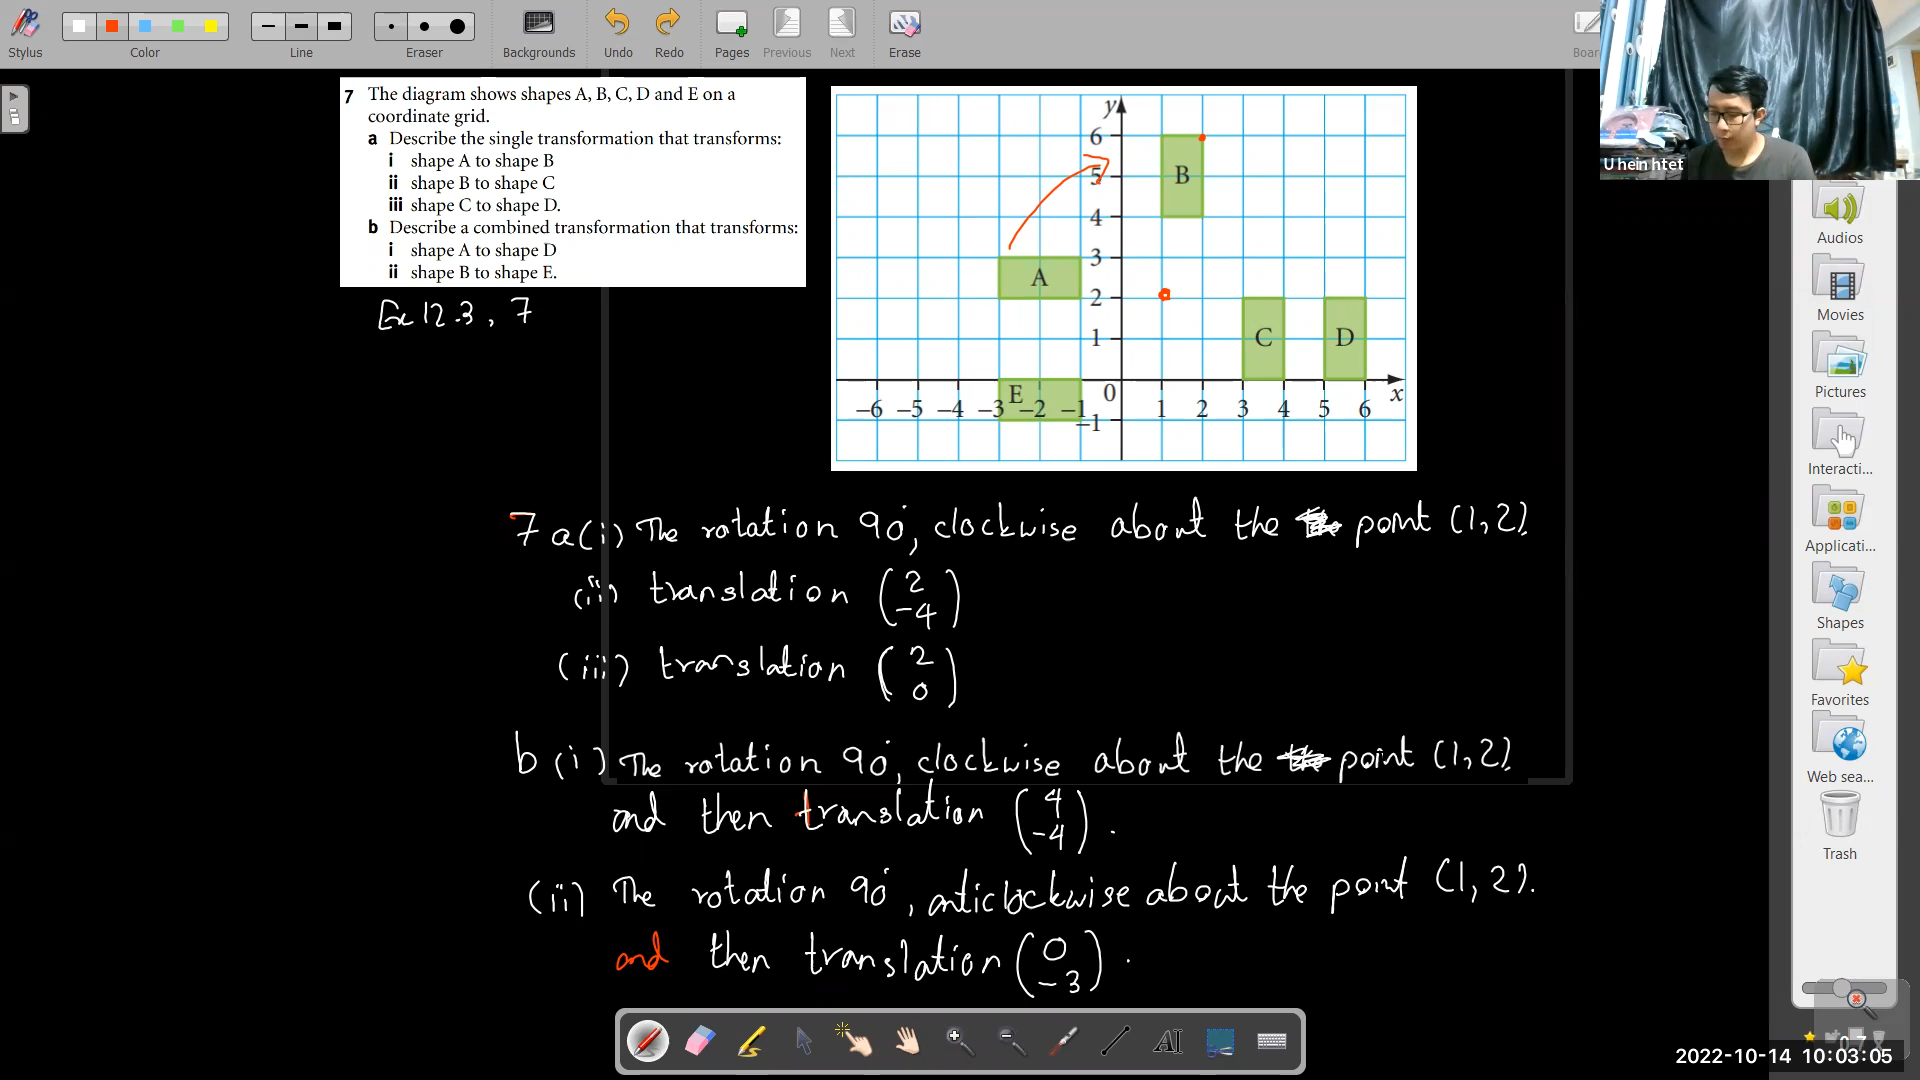 Stylus
Color
Line
Eraser
Backgrounds
Undo
Redo
Pages
Previous
Next
Erase
Boar
U hein htet
7 The diagram shows shapes A, B, C, D and E on a
coordinate grid.
a Describe the single transformation that transforms:
i shape A to shape B
ii shape B to shape C
iii shape C to shape D.
b Describe a combined transformation that transforms:
i shape A to shape D
ii shape B to shape E.
Ex 12.3, 7
y
6
5
4
3
2
1
0
-1
-6 -5 -4 -3 -2 -1 1 2 3 4 5 6 x
A
B
C
D
E
7 a (i) The rotation 90°, clockwise about the point (1,2).
(ii) translation (2 -4)
(iii) translation (2 0)
b (i) The rotation 90°, clockwise about the point (1,2)
and then translation (4 -4).
(ii) The rotation 90°, anticlockwise about the point (1,2).
and then translation (0 -3).
Audios
Movies
Pictures
Interacti...
Applicati...
Shapes
Favorites
Web sea...
Trash
AI
2022-10-14 10:03:05